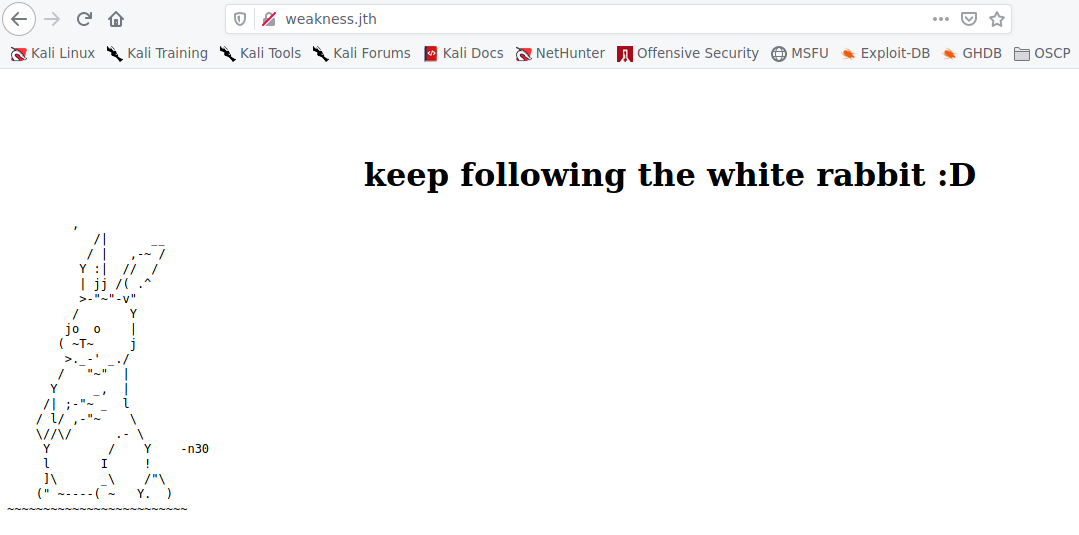 weakness.jth
Kali Linux Kali Training Kali Tools Kali Forums Kali Docs NetHunter Offensive Security MSFU Exploit-DB GHDB OSCP
keep following the white rabbit :D
          ,
            /|      __
           / |   ,-~ /
          Y :|  //  /
          | jj /( .^
          >-"~"-v"
         /       Y
        jo  o    |
       ( ~T~     j
        >._-' _./
       /   "~"  |
      Y     _,  |
     /| ;-"~ _  l
    / l/ ,-"~    \
    \//\/      .- \
     Y        /    Y    -n30
     l       I     !
     ]\      _\    /"\
    (" ~----( ~   Y.  )
~~~~~~~~~~~~~~~~~~~~~~~~~